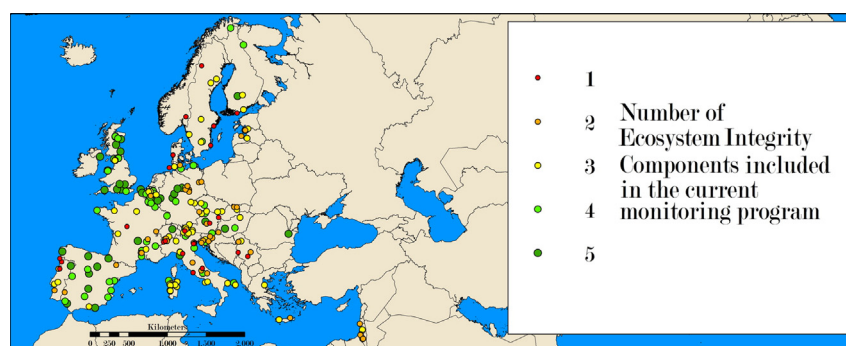 1
2
3
4
5
Number of
Ecosystem Integrity
Components included
in the current
monitoring program
Kilometers
0 250 500 1,000 1,500 2,000